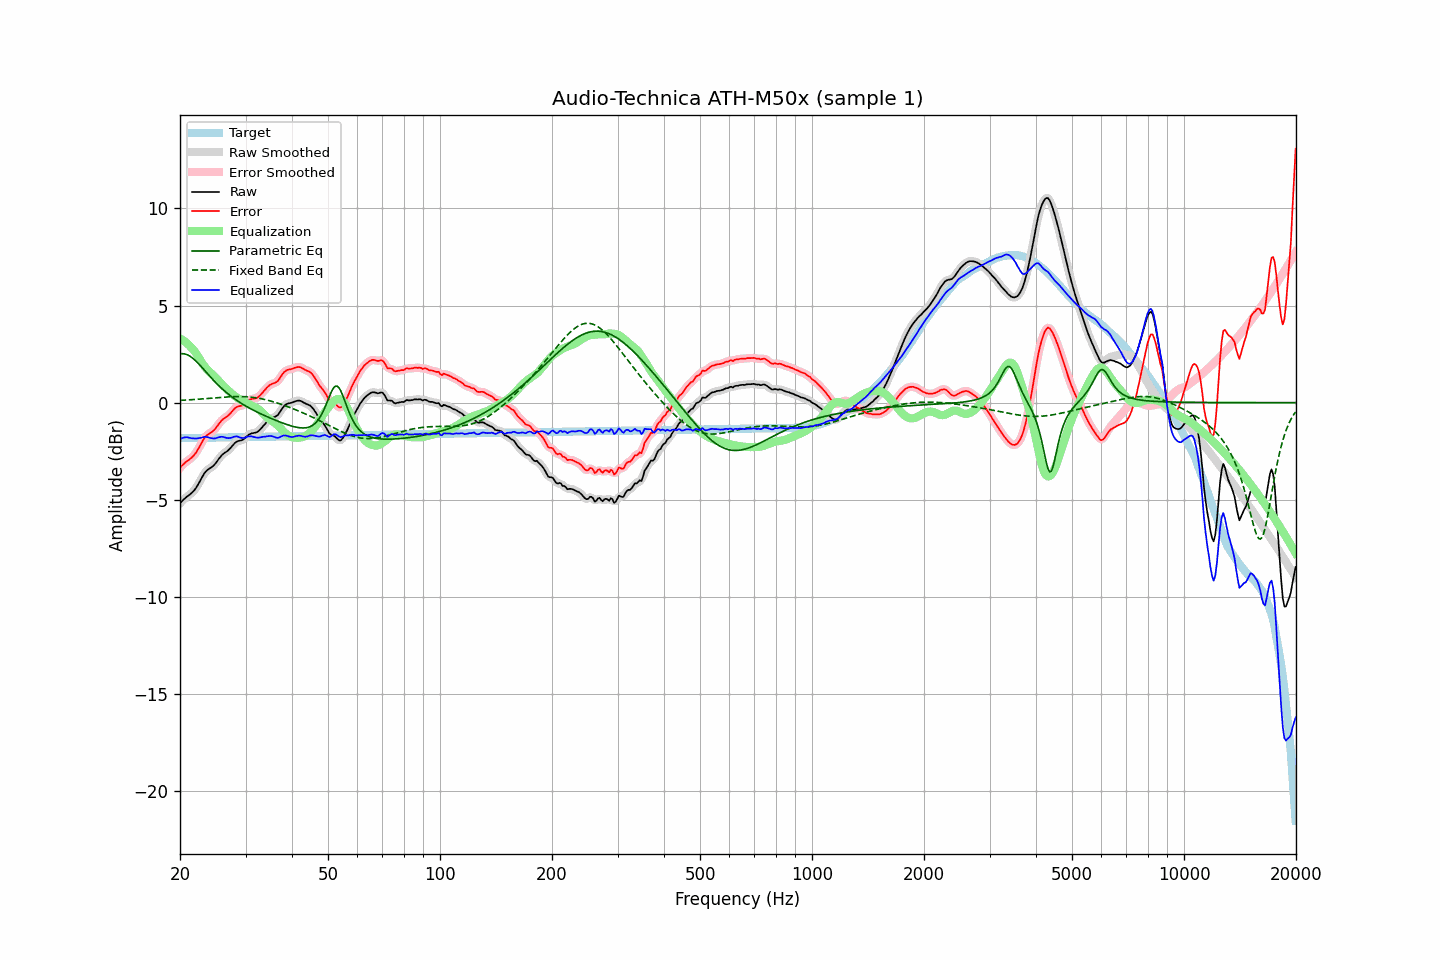 Audio-Technica ATH-M50x (sample 1)
Target
Raw Smoothed
Error Smoothed
Raw
Error
Equalization
Parametric Eq
Fixed Band Eq
Equalized
Amplitude (dBr)
10
5
0
−5
−10
−15
−20
20 50 100 200 500 1000 2000 5000 10000 20000
Frequency (Hz)